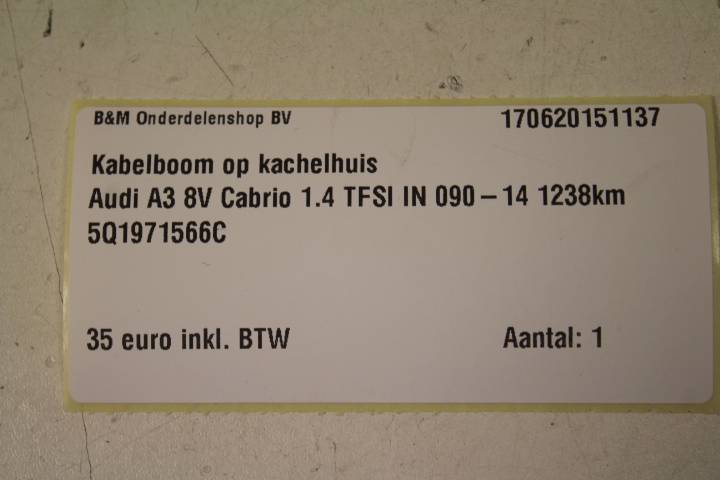 B&M Onderdelenshop BV 170620151137
Kabelboom op kachelhuis
Audi A3 8V Cabrio 1.4 TFSI IN 090 – 14 1238km
5Q1971566C
35 euro inkl. BTW Aantal: 1